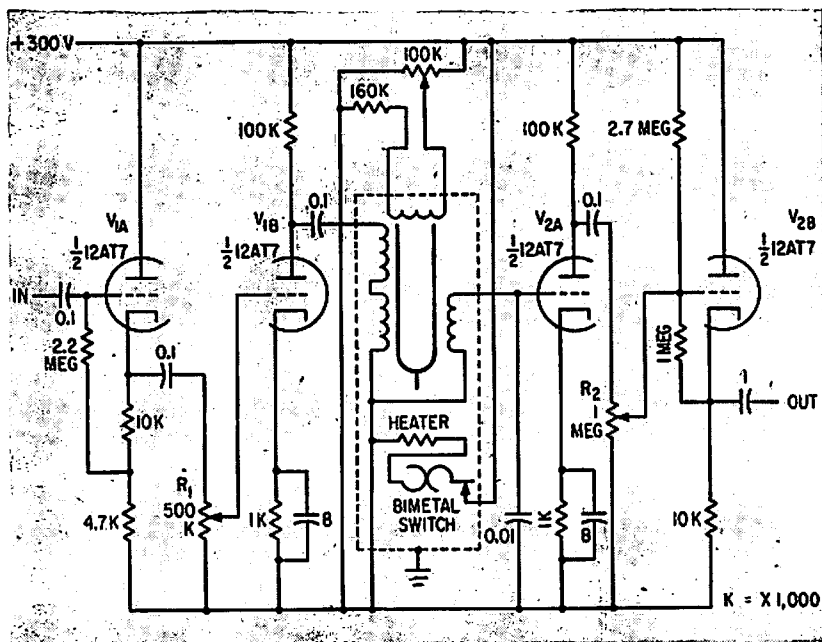 +300V
100K
160K
100K
100K
2.7 MEG
0.1
0.1
V1A
½ 12AT7
V1B
½ 12AT7
V2A
½ 12AT7
V2B
½ 12AT7
IN
0.1
2.2 MEG
0.1
1 MEG
1
OUT
10K
R2
1 MEG
HEATER
R1
500 K
4.7K
1K
8
BIMETAL
SWITCH
0.01
1K
8
10K
K = X 1,000